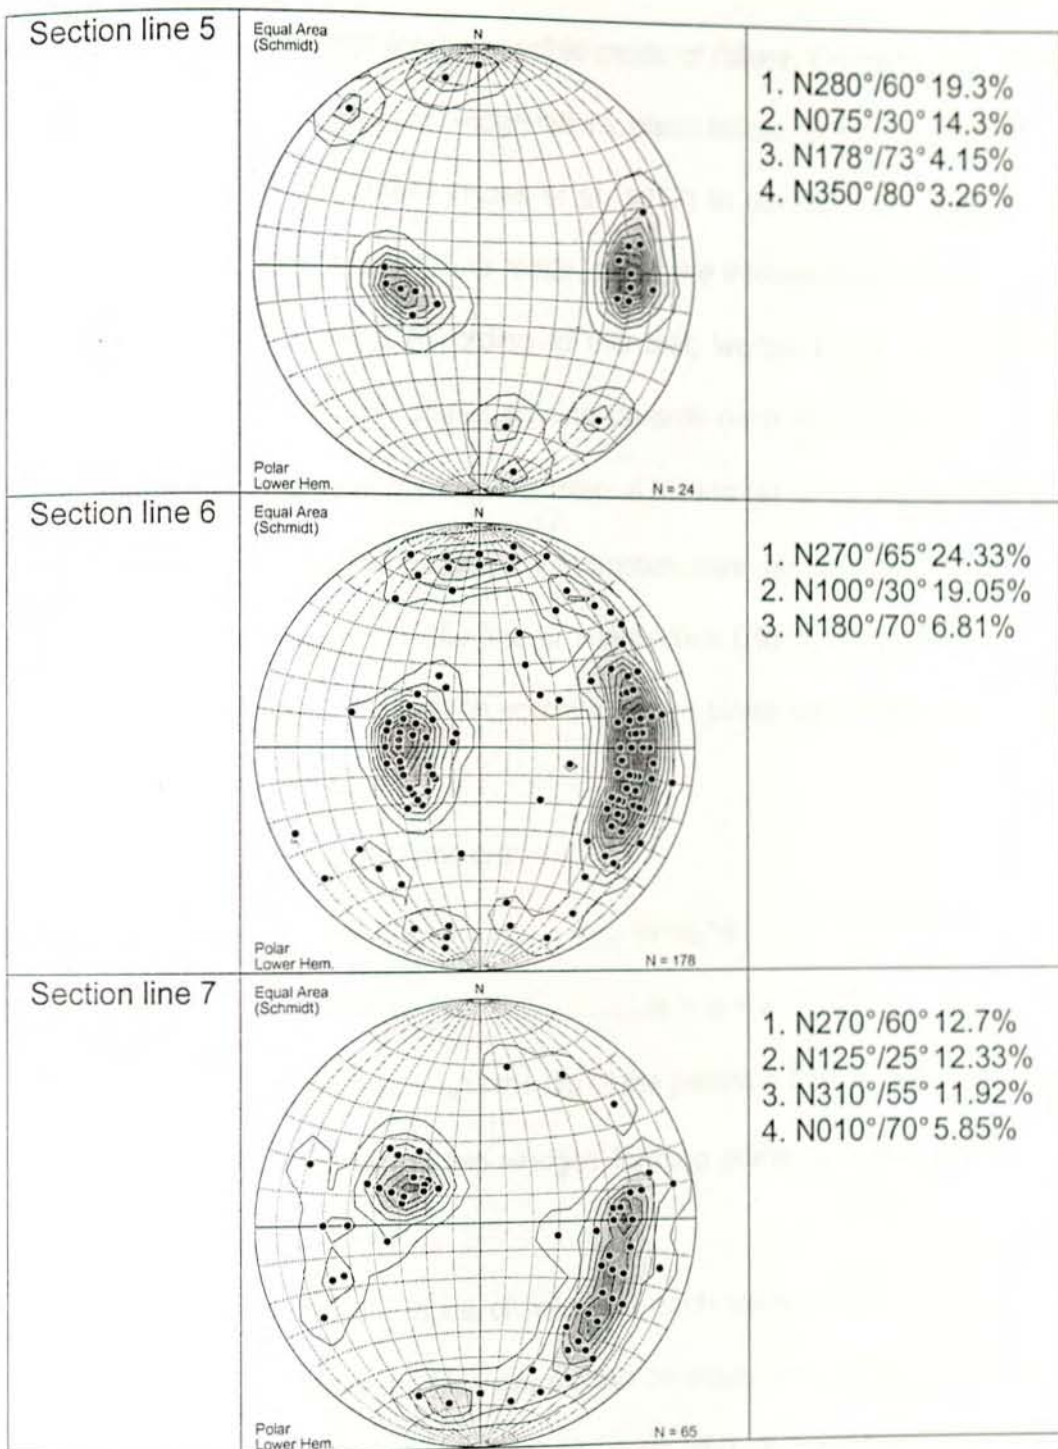 Section line 5
Equal Area
(Schmidt)
N
Polar
Lower Hem.
N = 24
1. N280°/60° 19.3%
2. N075°/30° 14.3%
3. N178°/73° 4.15%
4. N350°/80° 3.26%
Section line 6
Equal Area
(Schmidt)
N
Polar
Lower Hem.
N = 178
1. N270°/65° 24.33%
2. N100°/30° 19.05%
3. N180°/70° 6.81%
Section line 7
Equal Area
(Schmidt)
N
Polar
Lower Hem.
N = 65
1. N270°/60° 12.7%
2. N125°/25° 12.33%
3. N310°/55° 11.92%
4. N010°/70° 5.85%